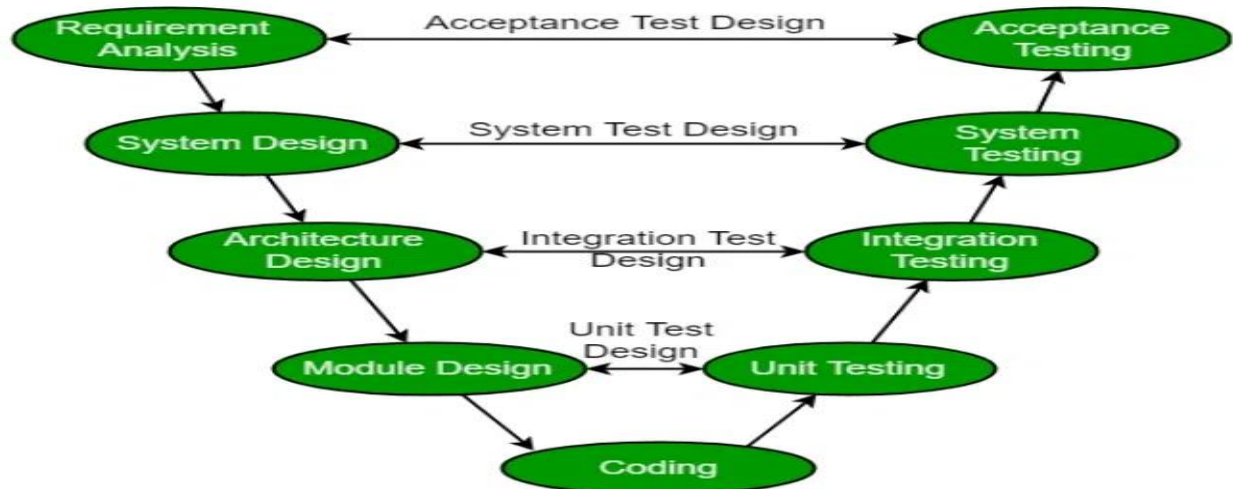 Requirement
Analysis
Acceptance Test Design
Acceptance
Testing
System Design
System Test Design
System
Testing
Architecture
Design
Integration Test
Design
Integration
Testing
Module Design
Unit Test
Design
Unit Testing
Coding